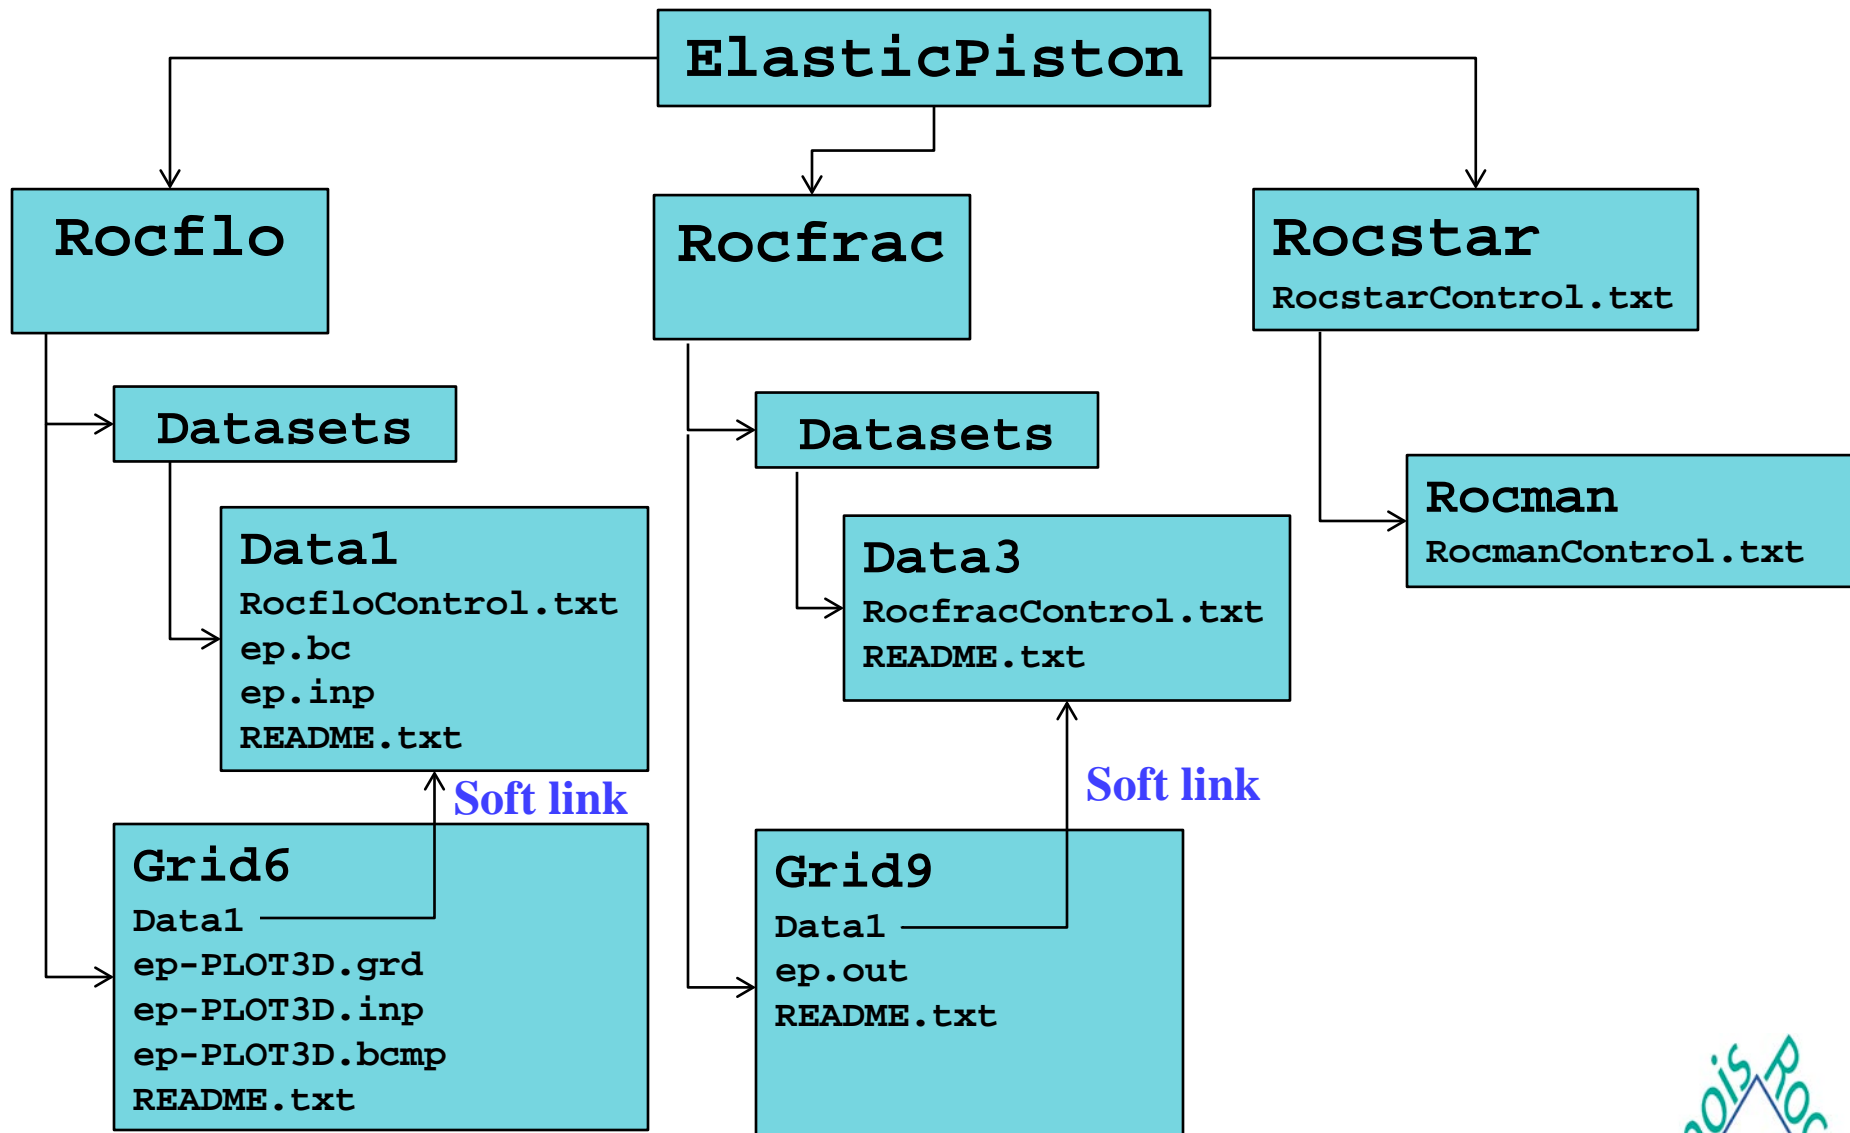 ElasticPiston
Rocflo
Rocfrac
Rocstar
RocstarControl.txt
Datasets
Datasets
Rocman
RocmanControl.txt
Data1
RocfloControl.txt
ep.bc
ep.inp
README.txt
Data3
RocfracControl.txt
README.txt
Soft link
Soft link
Grid6
Data1
ep-PLOT3D.grd
ep-PLOT3D.inp
ep-PLOT3D.bcmp
README.txt
Grid9
Data1
ep.out
README.txt